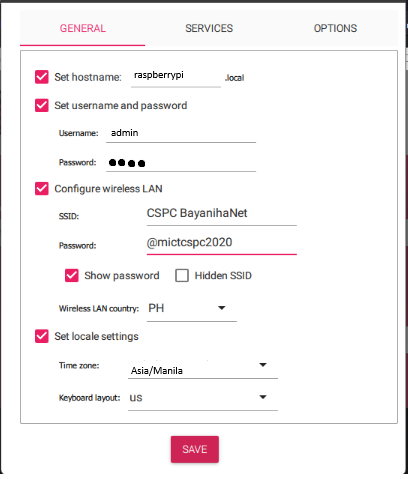 GENERAL SERVICES OPTIONS
Set hostname: raspberrypi .local
Set username and password
Username: admin
Password: ●●●●
Configure wireless LAN
SSID: CSPC BayanihaNet
Password: @mictcspc2020
Show password Hidden SSID
Wireless LAN country: PH
Set locale settings
Time zone: Asia/Manila
Keyboard layout: us
SAVE